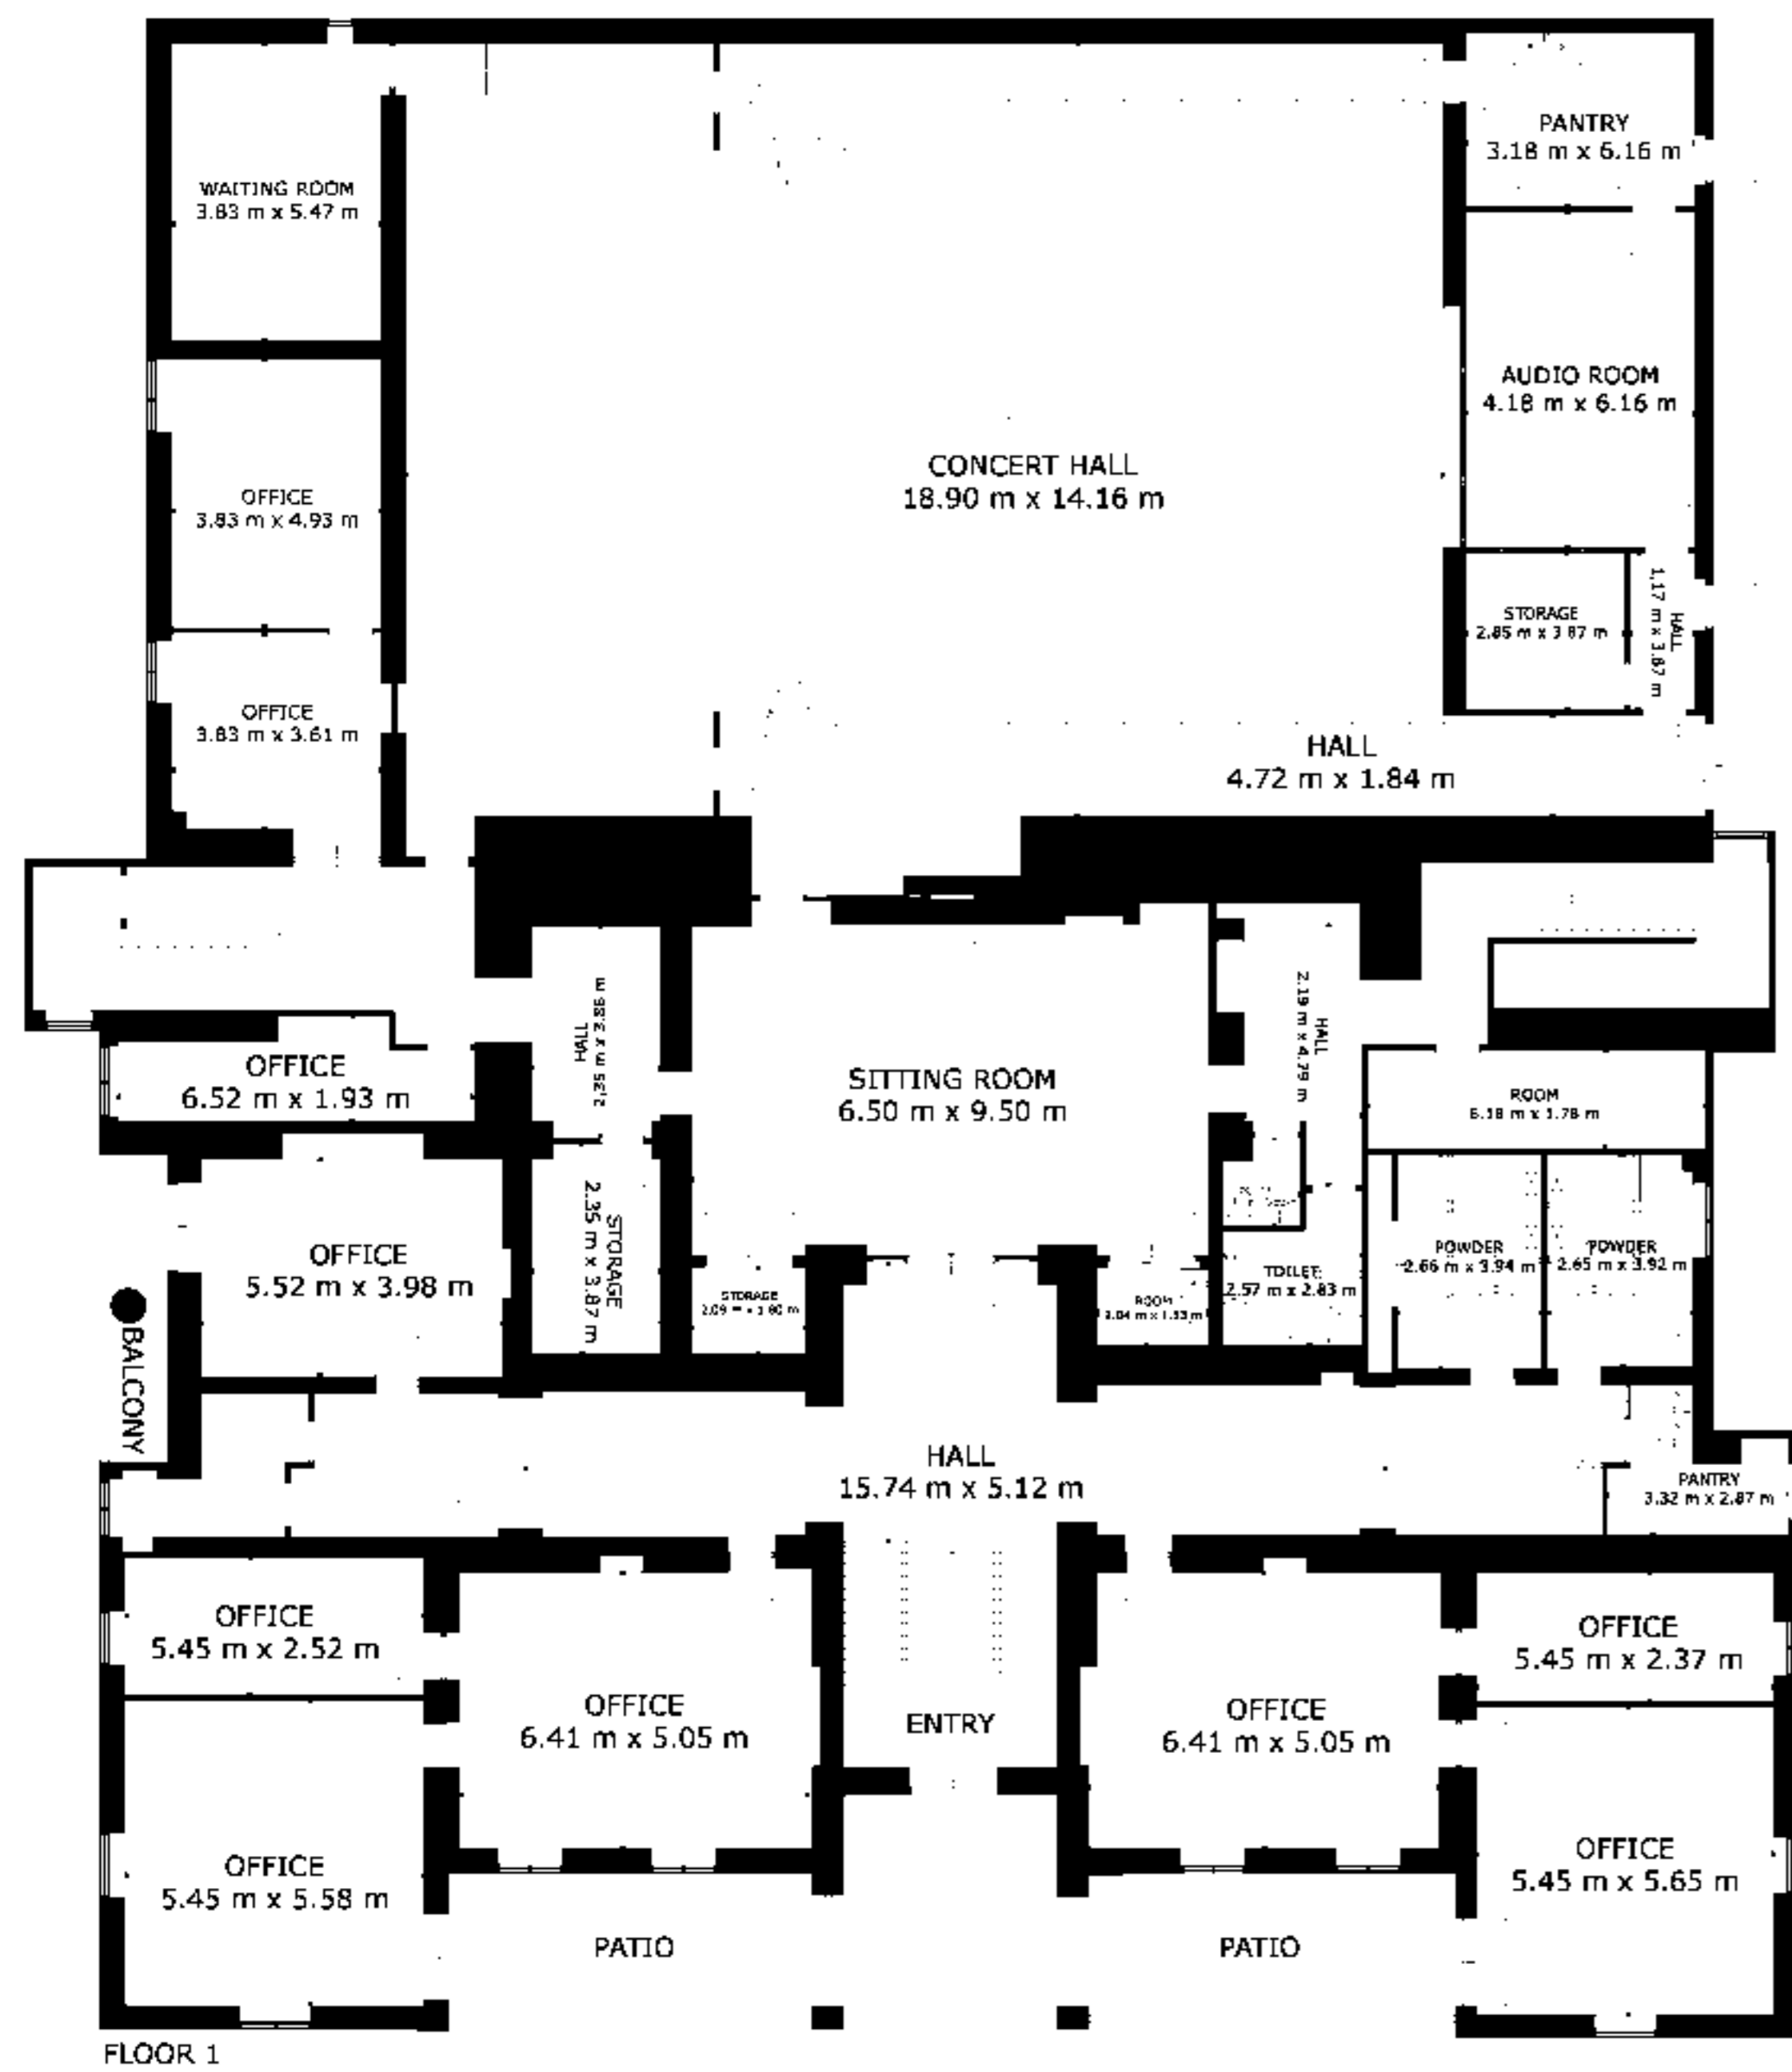 PANTRY
3.18 m x 6.16 m
WAITING ROOM
3.83 m x 5.47 m
AUDIO ROOM
4.18 m x 6.16 m
CONCERT HALL
18.90 m x 14.16 m
OFFICE
3.83 m x 4.93 m
STORAGE
2.85 m x 3.87 m
HALL
1.17 m x 3.87 m
OFFICE
3.83 m x 3.61 m
HALL
4.72 m x 1.84 m
HALL
HALL
2.19 m x 4.79 m
OFFICE
6.52 m x 1.93 m
SITTING ROOM
6.50 m x 9.50 m
ROOM
6.18 m x 1.78 m
STORAGE
2.35 m x 3.87 m
OFFICE
5.52 m x 3.98 m
POWDER
2.66 m x 3.94 m
POWDER
2.65 m x 3.92 m
TOILET
2.57 m x 2.83 m
STORAGE
ROOM
BALCONY
HALL
15.74 m x 5.12 m
PANTRY
3.32 m x 2.87 m
OFFICE
5.45 m x 2.52 m
OFFICE
5.45 m x 2.37 m
OFFICE
6.41 m x 5.05 m
ENTRY
OFFICE
6.41 m x 5.05 m
OFFICE
5.45 m x 5.58 m
OFFICE
5.45 m x 5.65 m
PATIO
PATIO
FLOOR 1